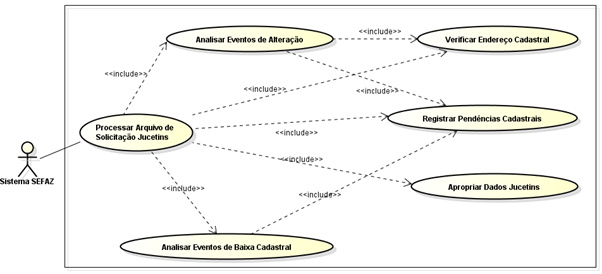 Analisar Eventos de Alteração
<<include>>
Verificar Endereço Cadastral
<<include>>
<<include>>
<<include>>
Processar Arquivo de
Solicitação Jucetins
Registrar Pendências Cadastrais
<<include>>
<<include>>
Sistema SEFAZ
<<include>>
Apropriar Dados Jucetins
<<include>>
Analisar Eventos de Baixa Cadastral